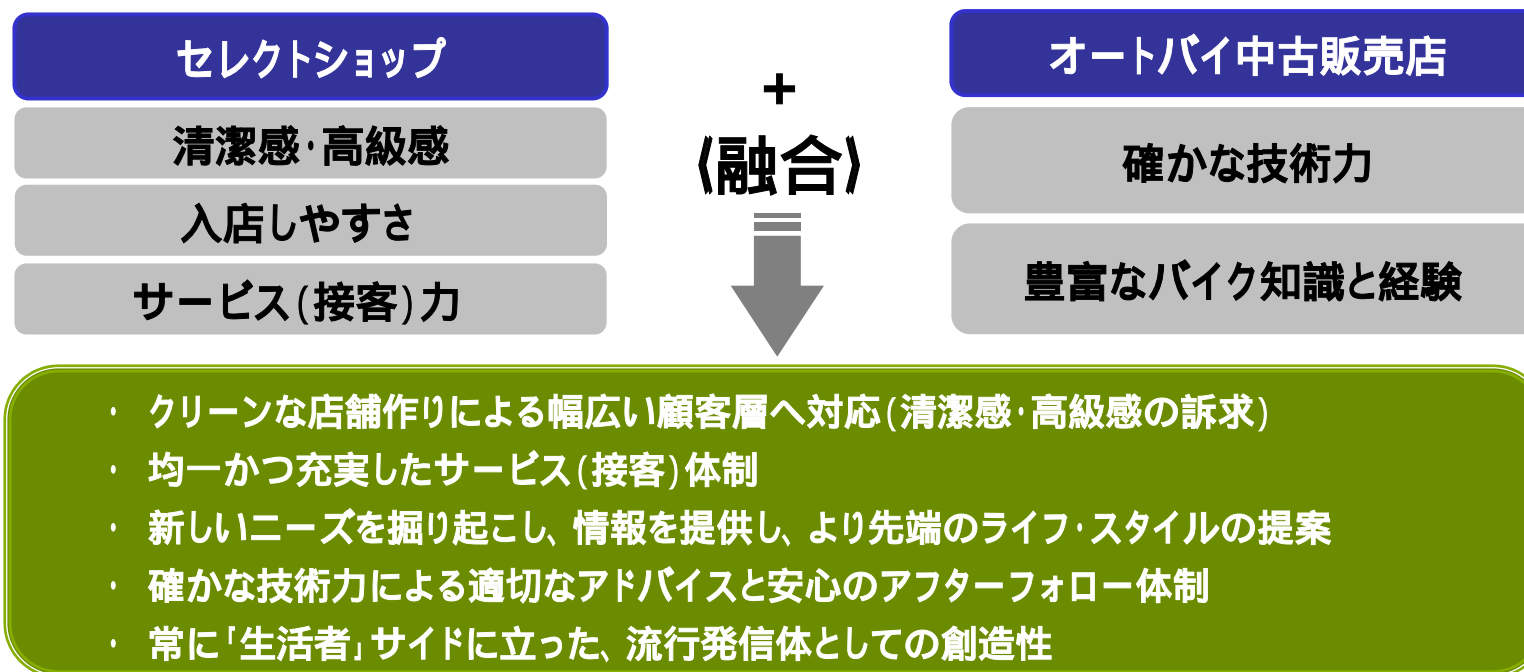 セレクトショップ
清潔感・高級感
入店しやすさ
サービス(接客)力
+
《融合》
オートバイ中古販売店
確かな技術力
豊富なバイク知識と経験
・ クリーンな店舗作りによる幅広い顧客層へ対応(清潔感・高級感の訴求)
・ 均一かつ充実したサービス(接客)体制
・ 新しいニーズを掘り起こし、情報を提供し、より先端のライフ・スタイルの提案
・ 確かな技術力による適切なアドバイスと安心のアフターフォロー体制
・ 常に「生活者」サイドに立った、流行発信体としての創造性